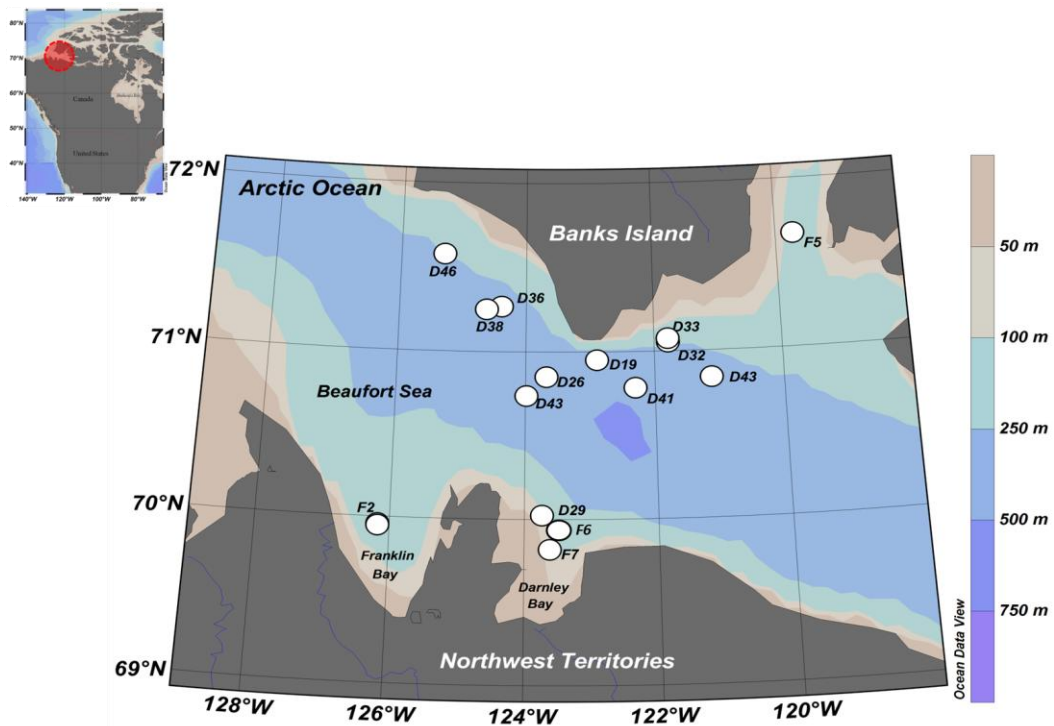 80°N
70°N
60°N
50°N
40°N
Canada
United States
140°W 120°W 100°W 80°W
72°N
71°N
70°N
69°N
Arctic Ocean
Banks Island
F5
D46
D36
D38
D33
D32
D19
D26
D43
D41
D43
Beaufort Sea
D29
F2
F6
F7
Franklin
Bay
Darnley
Bay
Northwest Territories
128°W 126°W 124°W 122°W 120°W
50 m
100 m
250 m
500 m
750 m
Ocean Data View